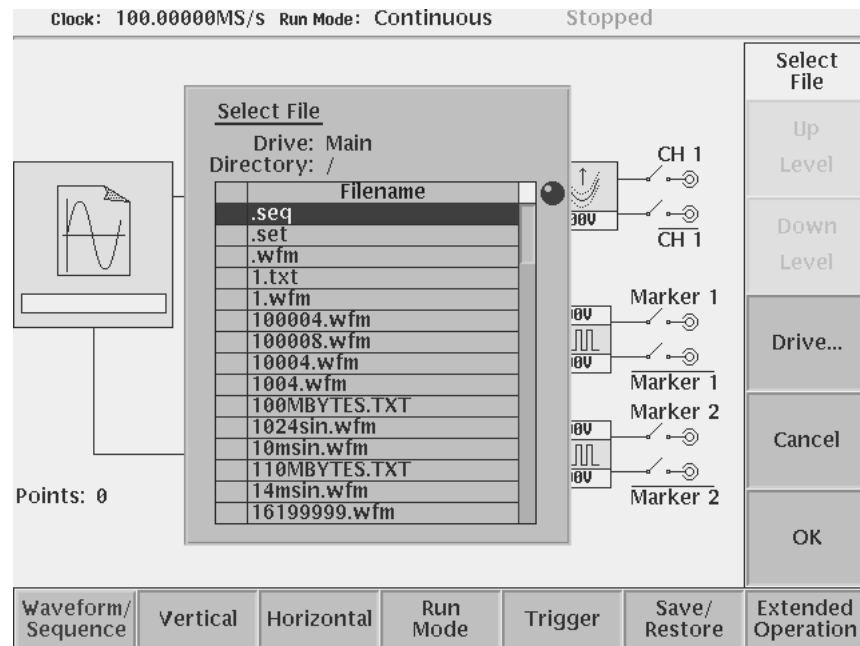 Clock: 100.00000MS/s Run Mode: Continuous Stopped
Select File
Drive: Main
Directory: /
Filename
.seq
.set
.wfm
1.txt
1.wfm
100004.wfm
100008.wfm
10004.wfm
1004.wfm
100MBYTES.TXT
1024sin.wfm
10msin.wfm
110MBYTES.TXT
14msin.wfm
16199999.wfm
Points: 0
CH 1
CH 1
Marker 1
Marker 1
Marker 2
Marker 2
Select
File
Up
Level
Down
Level
Drive...
Cancel
OK
Waveform/
Sequence
Vertical
Horizontal
Run
Mode
Trigger
Save/
Restore
Extended
Operation